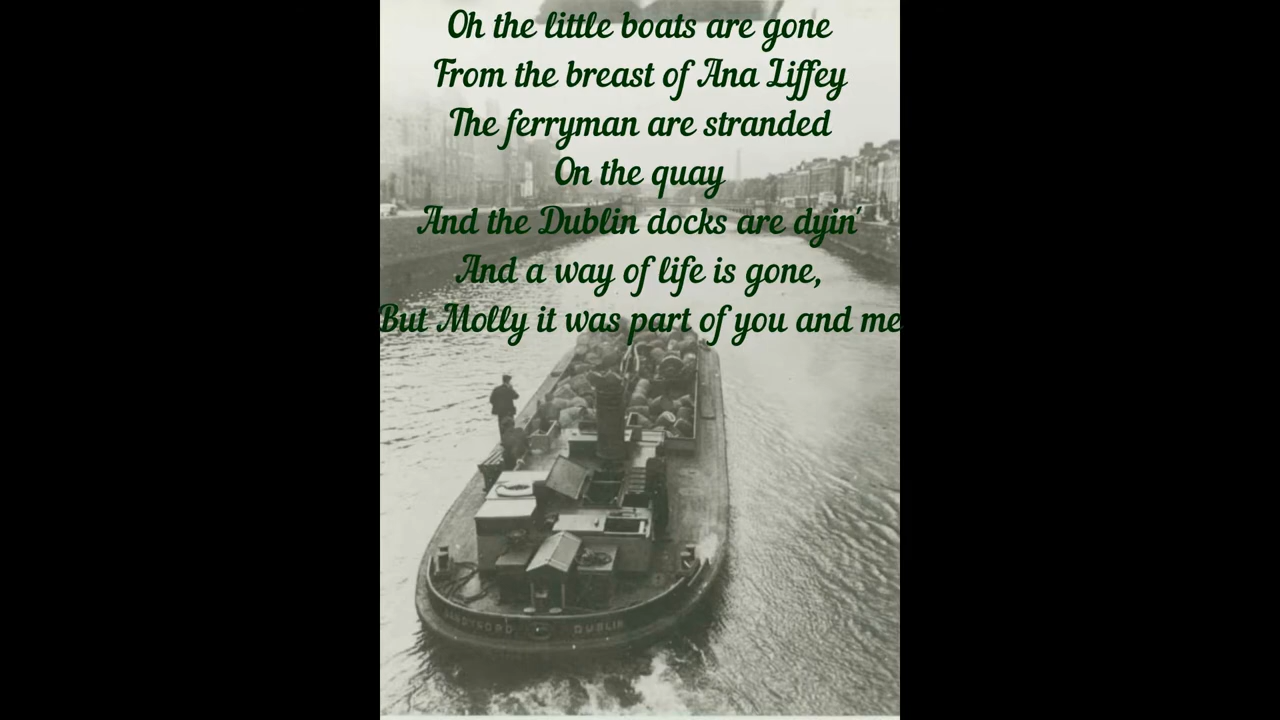 Oh the little boats are gone
From the breast of Ana Liffey
The ferryman are stranded
On the quay
And the Dublin docks are dyin'
And a way of life is gone,
But Molly it was part of you and me
DUBLIN